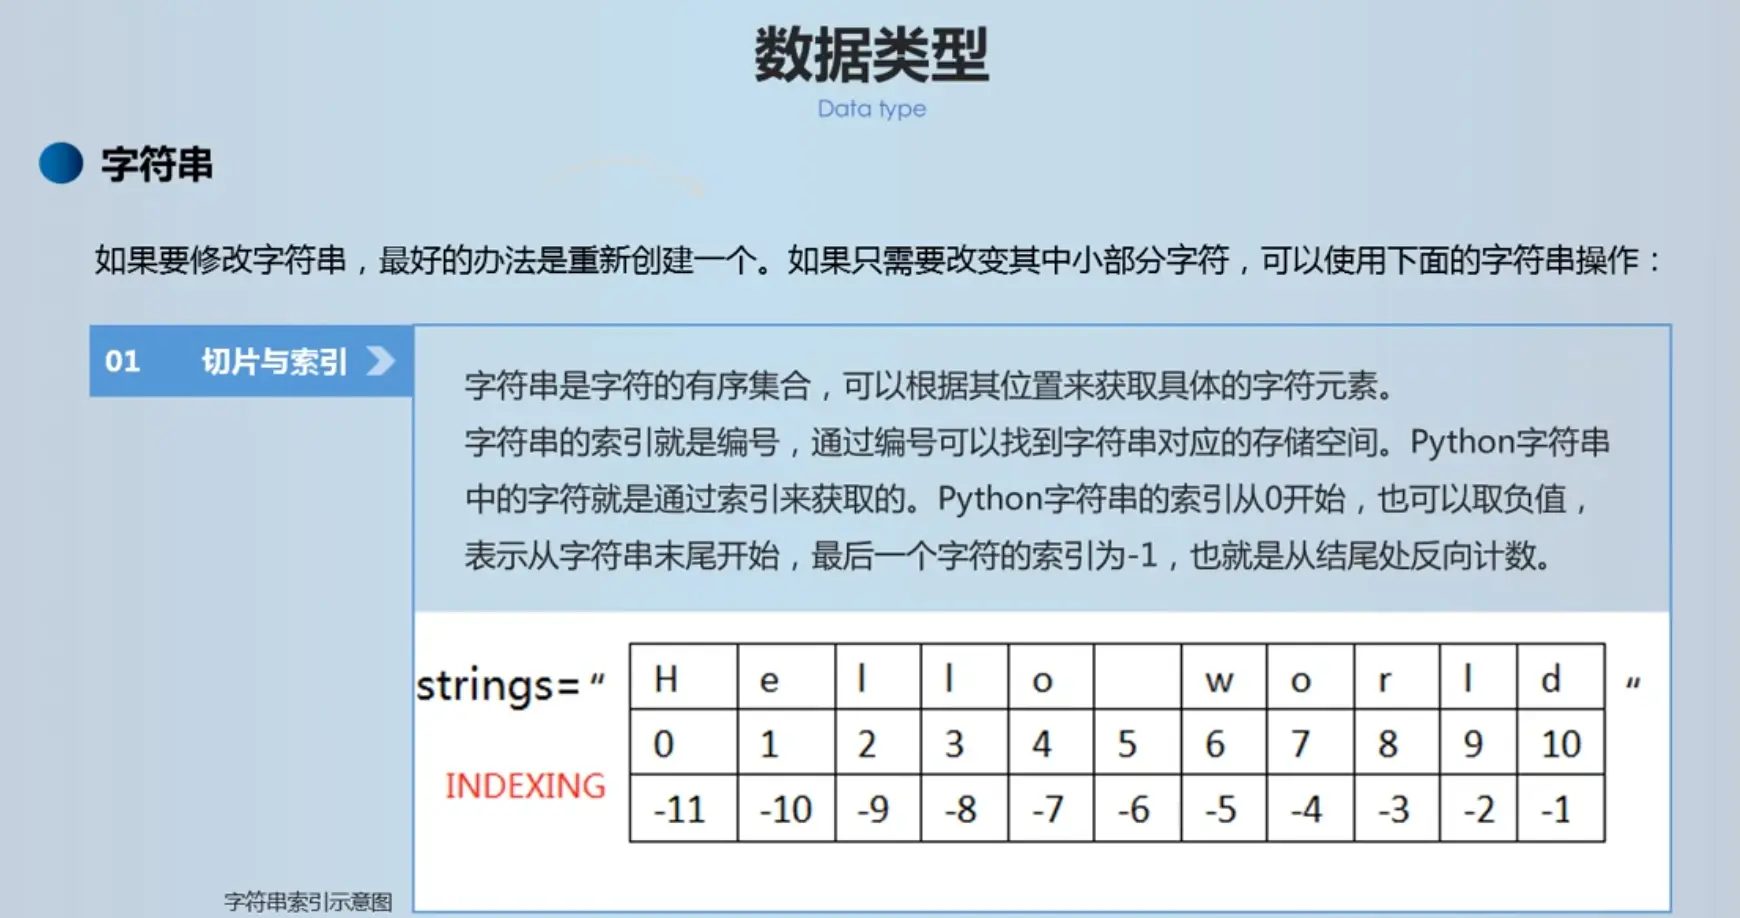 数据类型
Data type
字符串
如果要修改字符串，最好的办法是重新创建一个。如果只需要改变其中小部分字符，可以使用下面的字符串操作：
01 切片与索引
字符串是字符的有序集合，可以根据其位置来获取具体的字符元素。
字符串的索引就是编号，通过编号可以找到字符串对应的存储空间。Python字符串
中的字符就是通过索引来获取的。Python字符串的索引从0开始，也可以取负值，
表示从字符串末尾开始，最后一个字符的索引为-1，也就是从结尾处反向计数。
strings=“ H e l l o w o r l d “
0 1 2 3 4 5 6 7 8 9 10
INDEXING
-11 -10 -9 -8 -7 -6 -5 -4 -3 -2 -1
字符串索引示意图